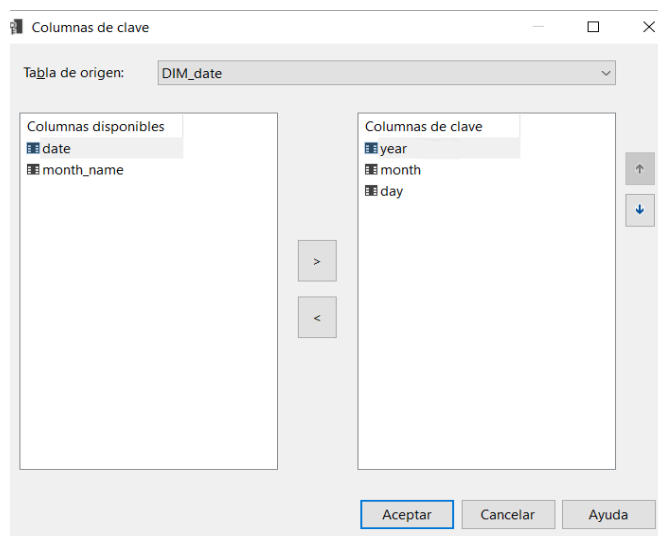 Columnas de clave
Tabla de origen: DIM_date
Columnas disponibles
date
month_name
>
<
Columnas de clave
year
month
day
Aceptar Cancelar Ayuda